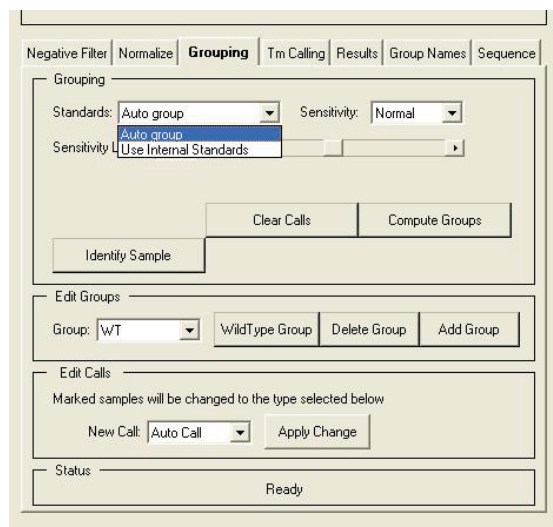 Negative Filter Normalize Grouping Tm Calling Results Group Names Sequence
Grouping
Standards: Auto group Sensitivity: Normal
Auto group
Sensitivity L Use Internal Standards
Clear Calls Compute Groups
Identify Sample
Edit Groups
Group: WT WildType Group Delete Group Add Group
Edit Calls
Marked samples will be changed to the type selected below
New Call: Auto Call Apply Change
Status
Ready